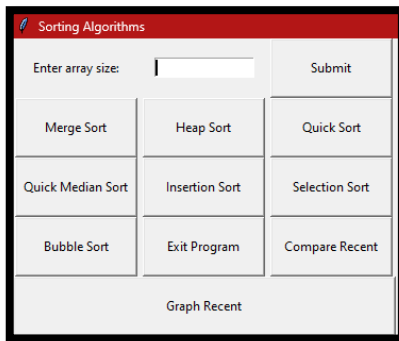 Sorting Algorithms
Enter array size: Submit
Merge Sort Heap Sort Quick Sort
Quick Median Sort Insertion Sort Selection Sort
Bubble Sort Exit Program Compare Recent
Graph Recent